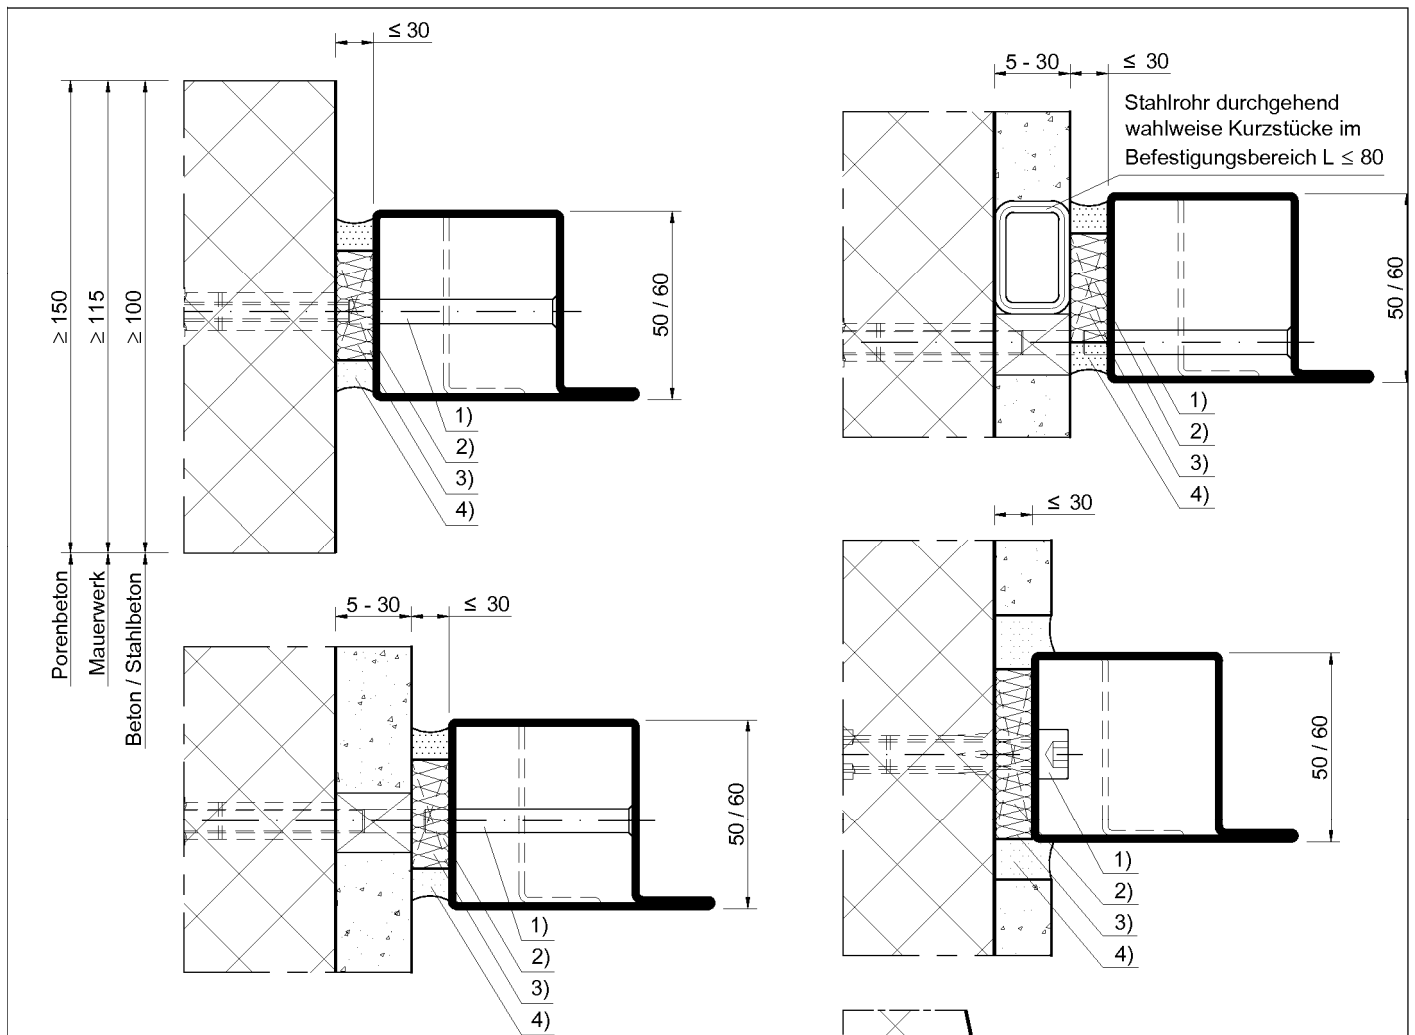 ≤ 30
50 / 60
1)
2)
3)
4)
≥ 150
≥ 115
≥ 100
Porenbeton
Mauerwerk
Beton / Stahlbeton
5 - 30
≤ 30
Stahlrohr durchgehend
wahlweise Kurzstücke im
Befestigungsbereich L ≤ 80
50 / 60
1)
2)
3)
4)
5 - 30
≤ 30
50 / 60
1)
2)
3)
4)
≤ 30
50 / 60
1)
2)
3)
4)